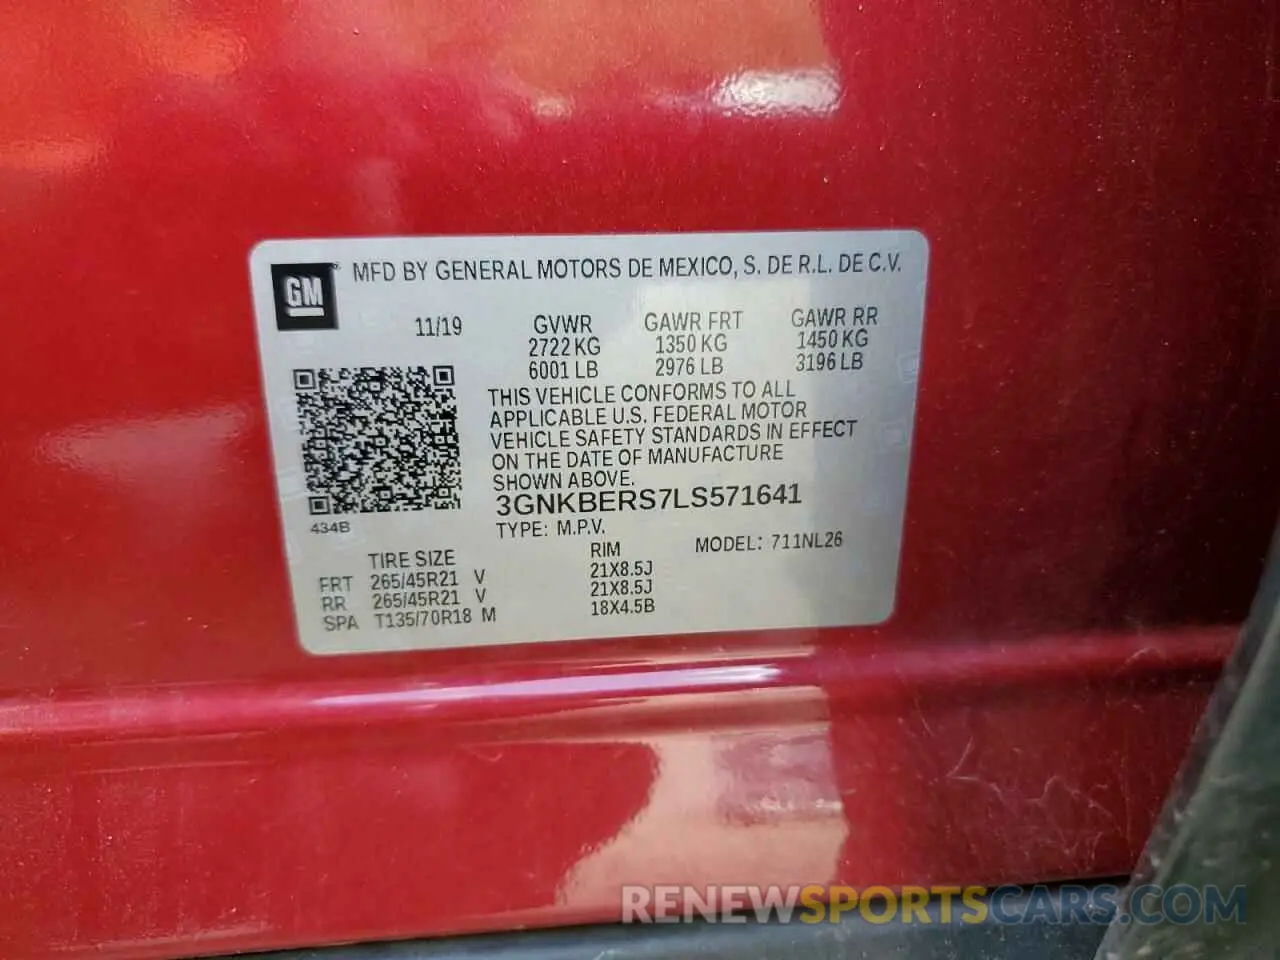 GM
MFD BY GENERAL MOTORS DE MEXICO, S. DE R.L. DE C.V.
11/19 GVWR GAWR FRT GAWR RR
2722 KG 1350 KG 1450 KG
6001 LB 2976 LB 3196 LB
THIS VEHICLE CONFORMS TO ALL
APPLICABLE U.S. FEDERAL MOTOR
VEHICLE SAFETY STANDARDS IN EFFECT
ON THE DATE OF MANUFACTURE
SHOWN ABOVE.
3GNKBERS7LS571641
434B
TYPE: M.P.V. MODEL: 711NL26
TIRE SIZE RIM
FRT 265/45R21 V 21X8.5J
RR 265/45R21 V 21X8.5J
SPA T135/70R18 M 18X4.5B
RENEWSPORTSCARS.COM